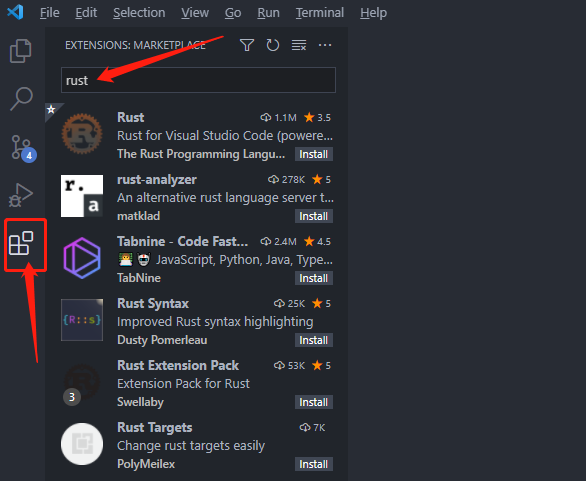 File Edit Selection View Go Run Terminal Help
EXTENSIONS: MARKETPLACE
rust
Rust 1.1M 3.5
Rust for Visual Studio Code (powere...
The Rust Programming Langu... Install
4
r.a
rust-analyzer 278K 5
An alternative rust language server t...
matklad Install
Tabnine - Code Fast... 2.4M 4.5
JavaScript, Python, Java, Type...
TabNine Install
{R::s}
Rust Syntax 25K 5
Improved Rust syntax highlighting
Dusty Pomerleau Install
Rust Extension Pack 53K 5
Extension Pack for Rust
3
Swellaby Install
Rust Targets 7K
Change rust targets easily
PolyMeilex Install